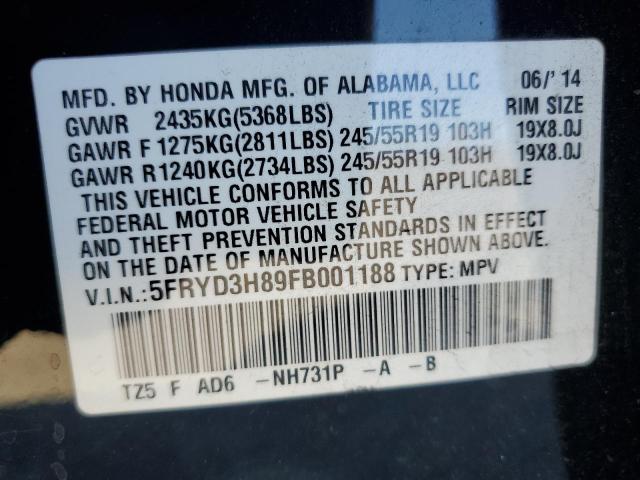 MFD. BY HONDA MFG. OF ALABAMA, LLC 06/'14
GVWR 2435KG(5368LBS) TIRE SIZE RIM SIZE
GAWR F 1275KG(2811LBS) 245/55R19 103H 19X8.0J
GAWR R1240KG(2734LBS) 245/55R19 103H 19X8.0J
THIS VEHICLE CONFORMS TO ALL APPLICABLE
FEDERAL MOTOR VEHICLE SAFETY
AND THEFT PREVENTION STANDARDS IN EFFECT
ON THE DATE OF MANUFACTURE SHOWN ABOVE.
V.I.N.:5FRYD3H89FB001188 TYPE: MPV
TZ5 F AD6 -NH731P -A -B